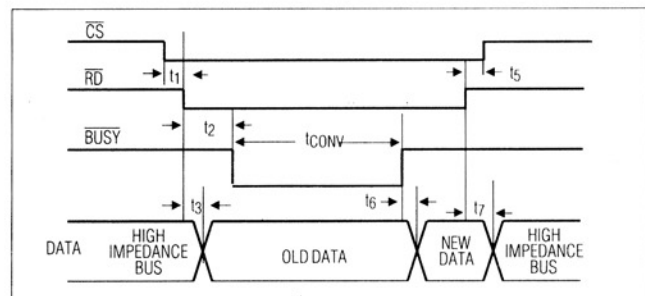 CS
t1
t5
RD
t2
tCONV
BUSY
t3
t6
t7
DATA
HIGH
IMPEDANCE
BUS
OLD DATA
NEW
DATA
HIGH
IMPEDANCE
BUS